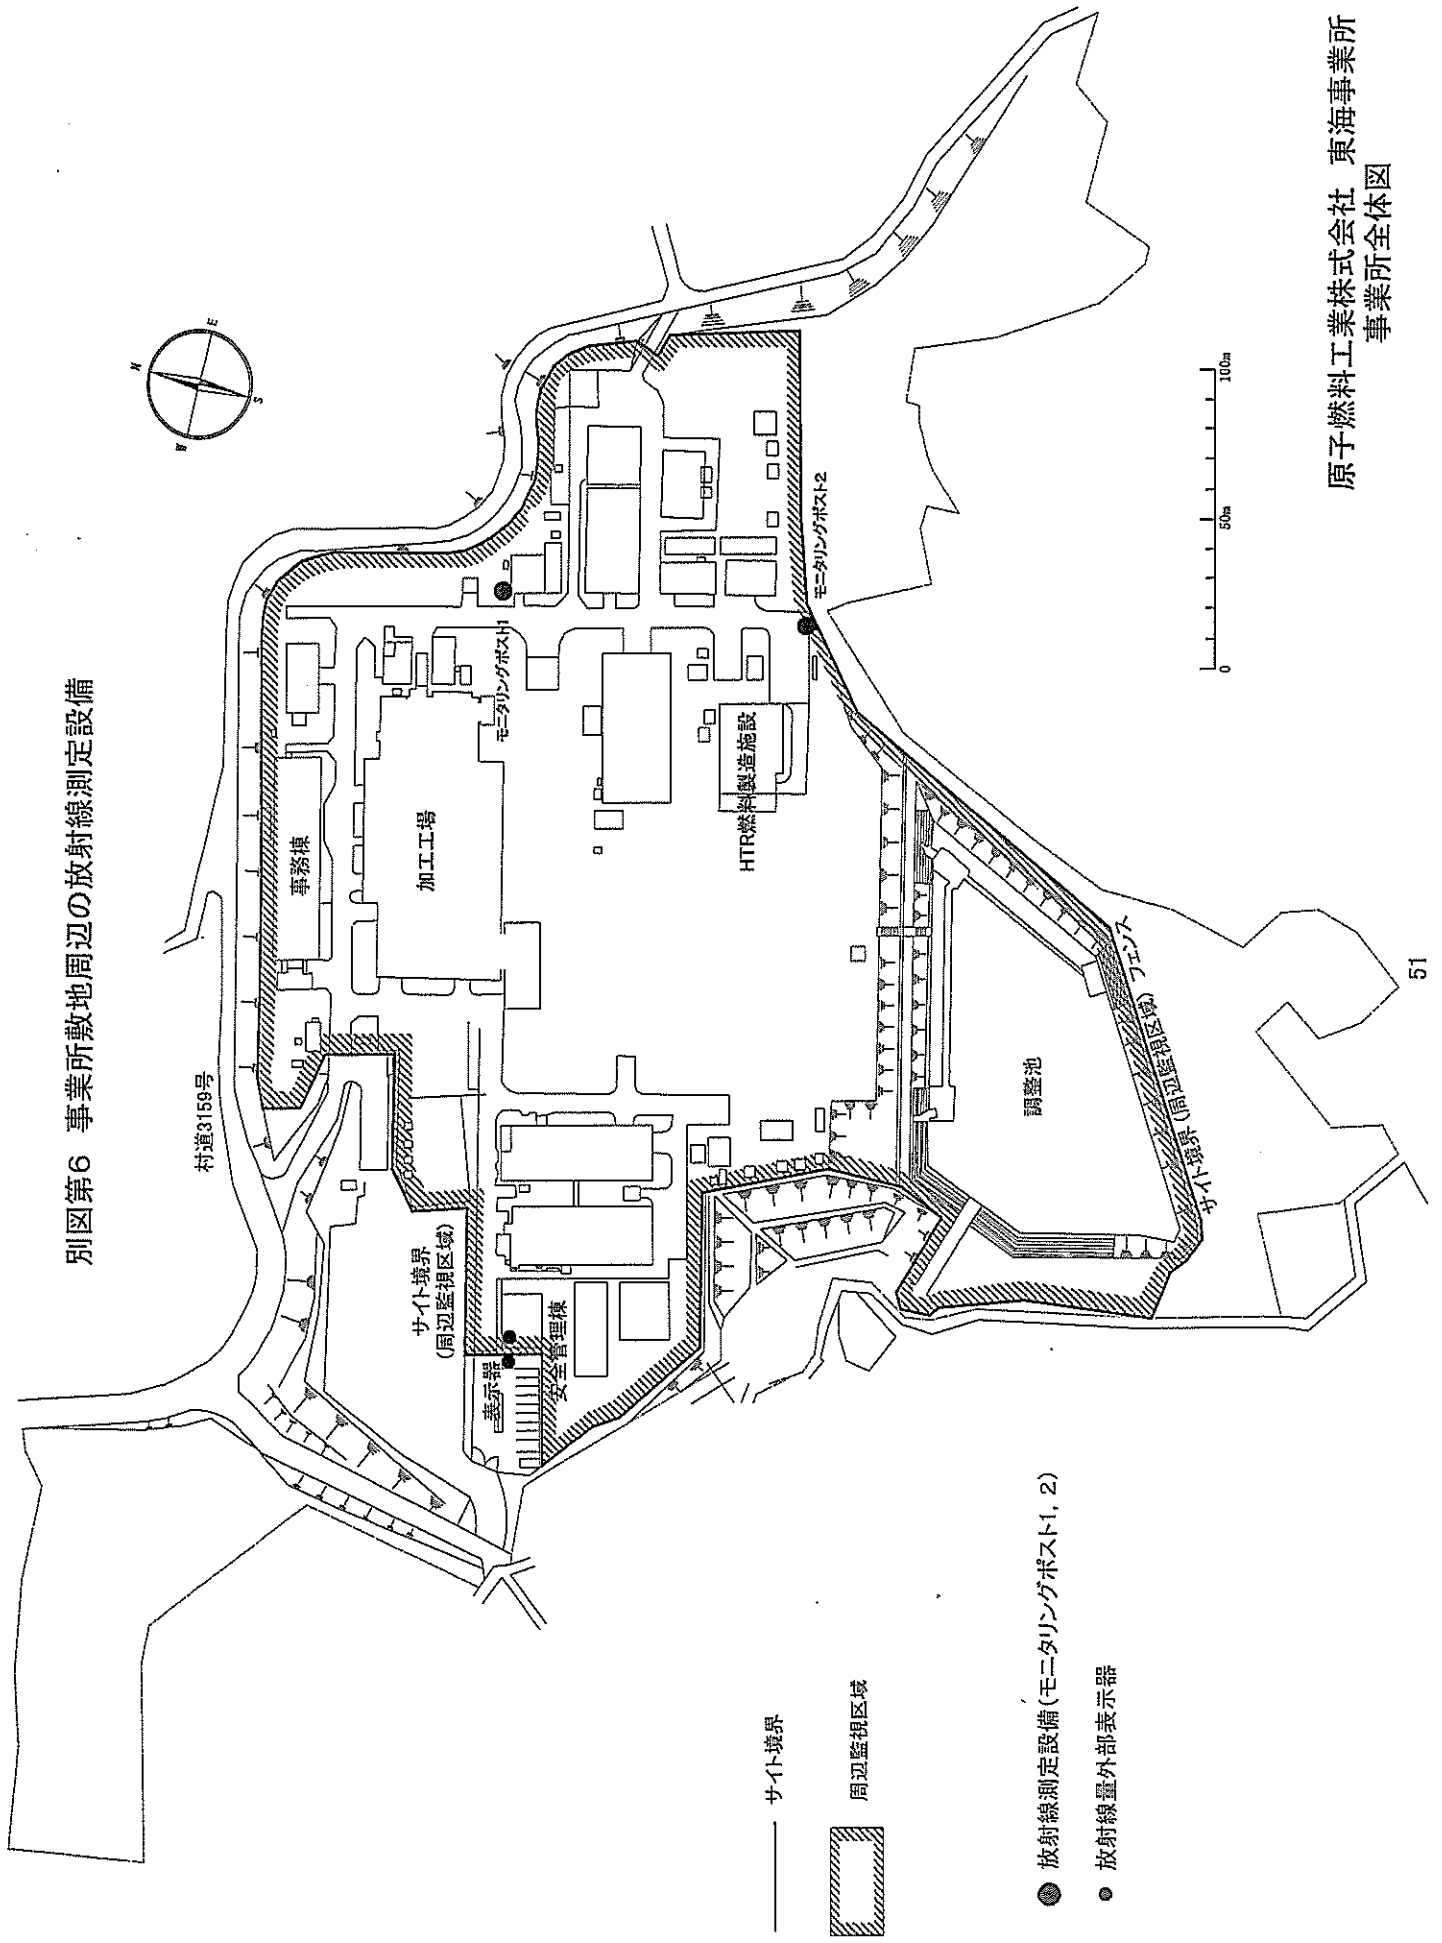 別図第6 事業所敷地周辺の放射線測定設備
N
E
S
W
村道3159号
事務棟
加工工場
モニタリングポスト1
モニタリングポスト2
HTR燃料製造施設
サイト境界
(周辺監視区域)
表示器
安全管理棟
調整池
サイト境界(周辺監視区域) フェンス
0
50m
100m
サイト境界
周辺監視区域
放射線測定設備(モニタリングポスト1, 2)
放射線量外部表示器
原子燃料工業株式会社 東海事業所
事業所全体図
51